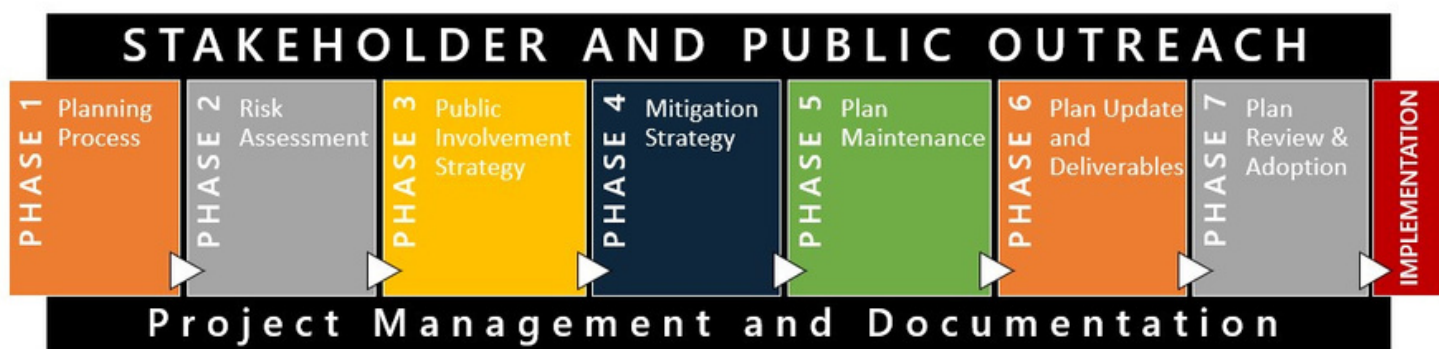 STAKEHOLDER AND PUBLIC OUTREACH
PHASE 1
Planning
Process
PHASE 2
Risk
Assessment
PHASE 3
Public
Involvement
Strategy
PHASE 4
Mitigation
Strategy
PHASE 5
Plan
Maintenance
PHASE 6
Plan Update
and
Deliverables
PHASE 7
Plan
Review &
Adoption
IMPLEMENTATION
Project Management and Documentation